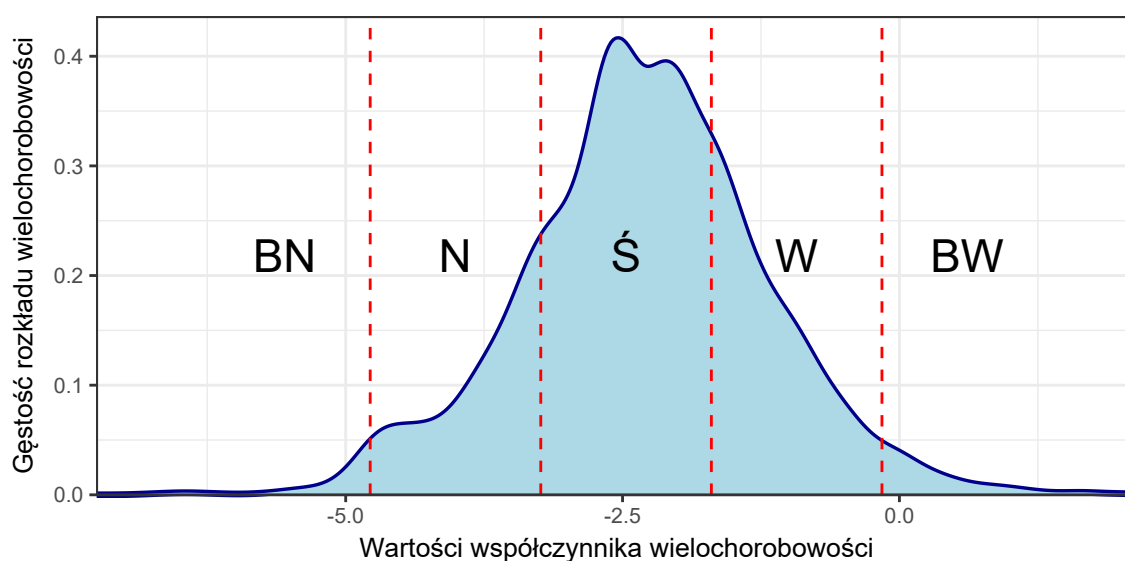 Gęstość rozkładu wielochorobowości
0.4
0.3
0.2
0.1
0.0
BN N Ś W BW
-5.0 -2.5 0.0
Wartości współczynnika wielochorobowości